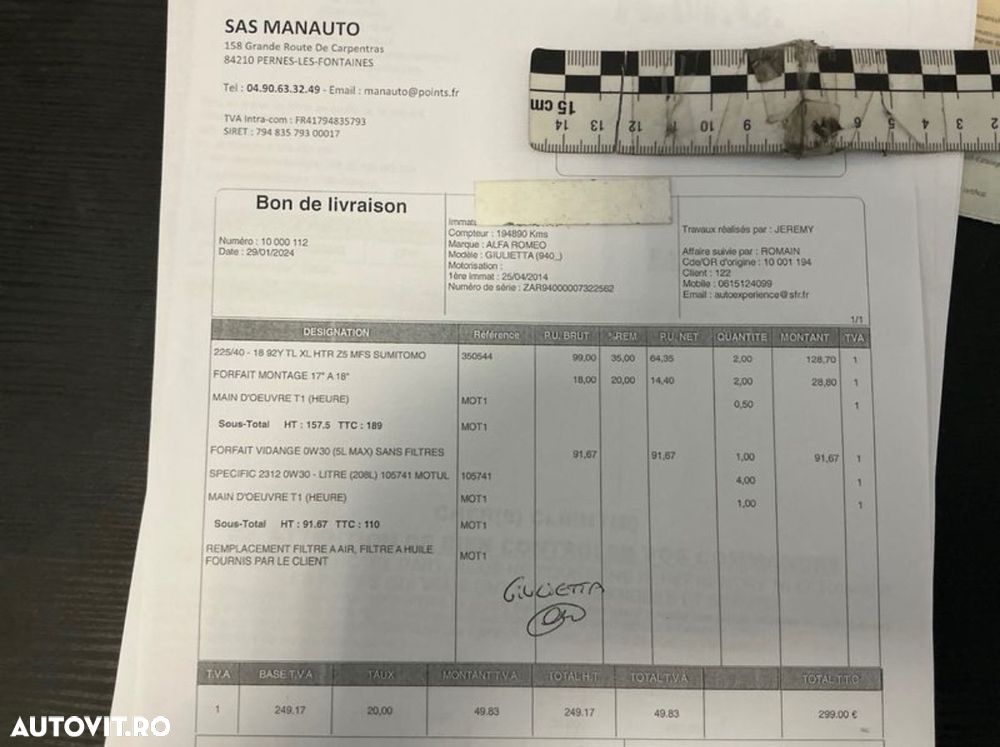 SAS MANAUTO
158 Grande Route De Carpentras
84210 PERNES-LES-FONTAINES
Tel : 04.90.63.32.49 - Email : manauto@points.fr
TVA Intra-com : FR41794835793
SIRET : 794 835 793 00017
15 cm 14 13 12 10 9 6 5 4 3 2
Bon de livraison
Numéro : 10 000 112
Date : 29/01/2024
Compteur : 194890 Kms
Marque : ALFA ROMEO
Modèle : GIULIETTA (940_)
Motorisation :
1ère Immat : 25/04/2014
Numéro de série : ZAR94000007322562
Travaux réalisés par : JEREMY
Affaire suivie par : ROMAIN
Cde/OR d'origine : 10 001 194
Client : 122
Mobile : 0615124099
Email : autoexperience@sfr.fr
1/1
DESIGNATION Référence P.U. BRUT %REM P.U. NET QUANTITE MONTANT TVA
225/40 - 18 92Y TL XL HTR Z5 MFS SUMITOMO 350544 99,00 35,00 64,35 2,00 128,70 1
FORFAIT MONTAGE 17" A 18" 18,00 20,00 14,40 2,00 28,80 1
MAIN D'OEUVRE T1 (HEURE) MOT1 0,50 1
Sous-Total HT : 157.5 TTC : 189 MOT1
FORFAIT VIDANGE 0W30 (5L MAX) SANS FILTRES 91,67 91,67 1,00 91,67 1
SPECIFIC 2312 0W30 - LITRE (208L) 105741 MOTUL 105741 4,00 1
MAIN D'OEUVRE T1 (HEURE) MOT1 1,00 1
Sous-Total HT : 91.67 TTC : 110 MOT1
REMPLACEMENT FILTRE A AIR, FILTRE A HUILE MOT1
FOURNIS PAR LE CLIENT
GIULIETTA
T.V.A BASE T.V.A TAUX MONTANT T.V.A TOTAL H.T TOTAL T.V.A TOTAL T.T.C
1 249.17 20,00 49.83 249.17 49.83 299.00 €
AUTOVIT.RO